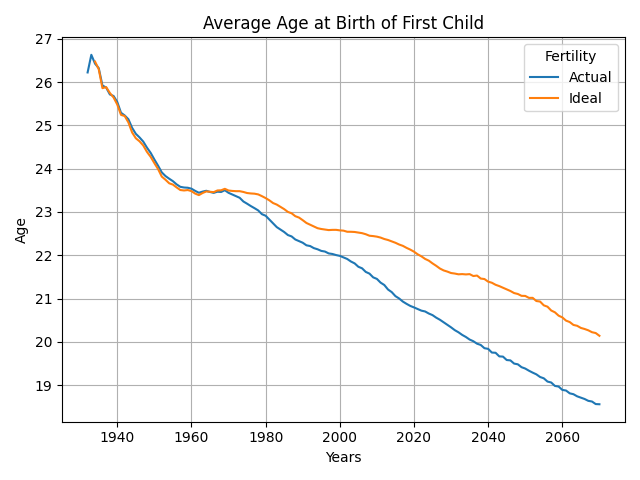 Average Age at Birth of First Child
Fertility
Actual
Ideal
Age
27
26
25
24
23
22
21
20
19
1940 1960 1980 2000 2020 2040 2060
Years